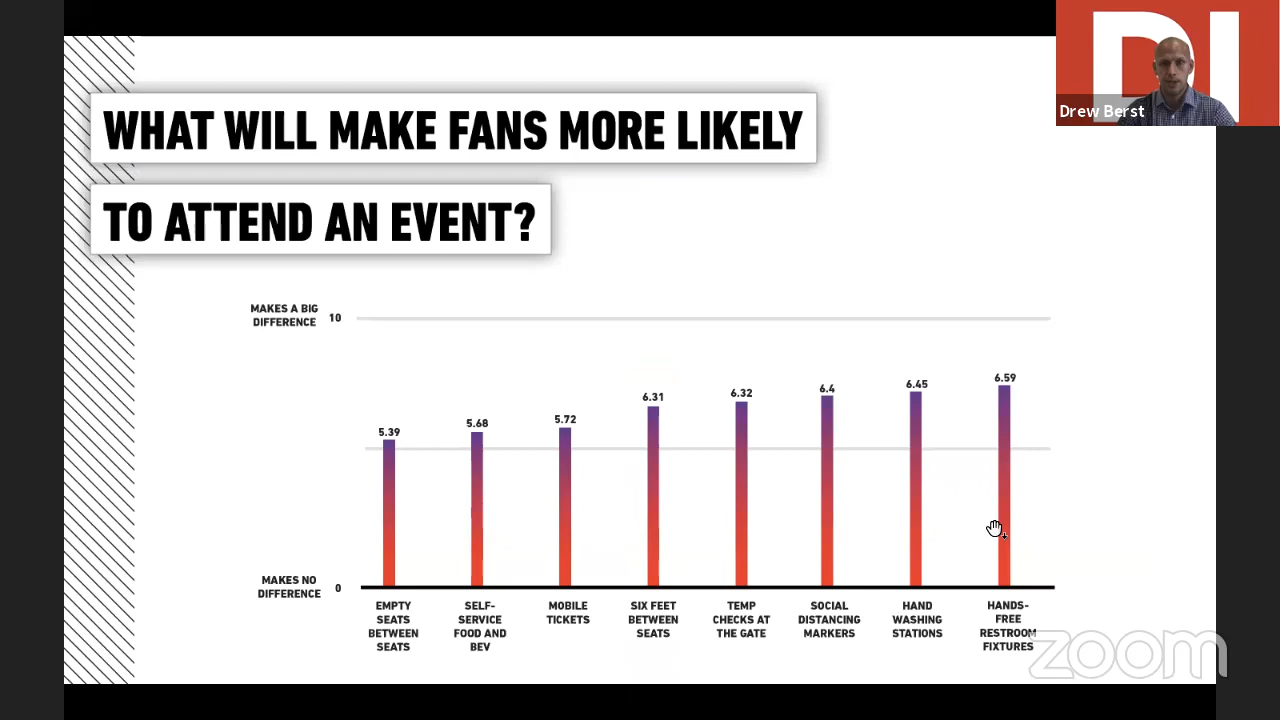 DI
Drew Berst
WHAT WILL MAKE FANS MORE LIKELY
TO ATTEND AN EVENT?
MAKES A BIG
DIFFERENCE
10
5.39
5.68
5.72
6.31
6.32
6.4
6.45
6.59
MAKES NO
DIFFERENCE
0
EMPTY
SEATS
BETWEEN
SEATS
SELF-
SERVICE
FOOD AND
BEV
MOBILE
TICKETS
SIX FEET
BETWEEN
SEATS
TEMP
CHECKS AT
THE GATE
SOCIAL
DISTANCING
MARKERS
HAND
WASHING
STATIONS
HANDS-
FREE
RESTROOM
FIXTURES
zoom